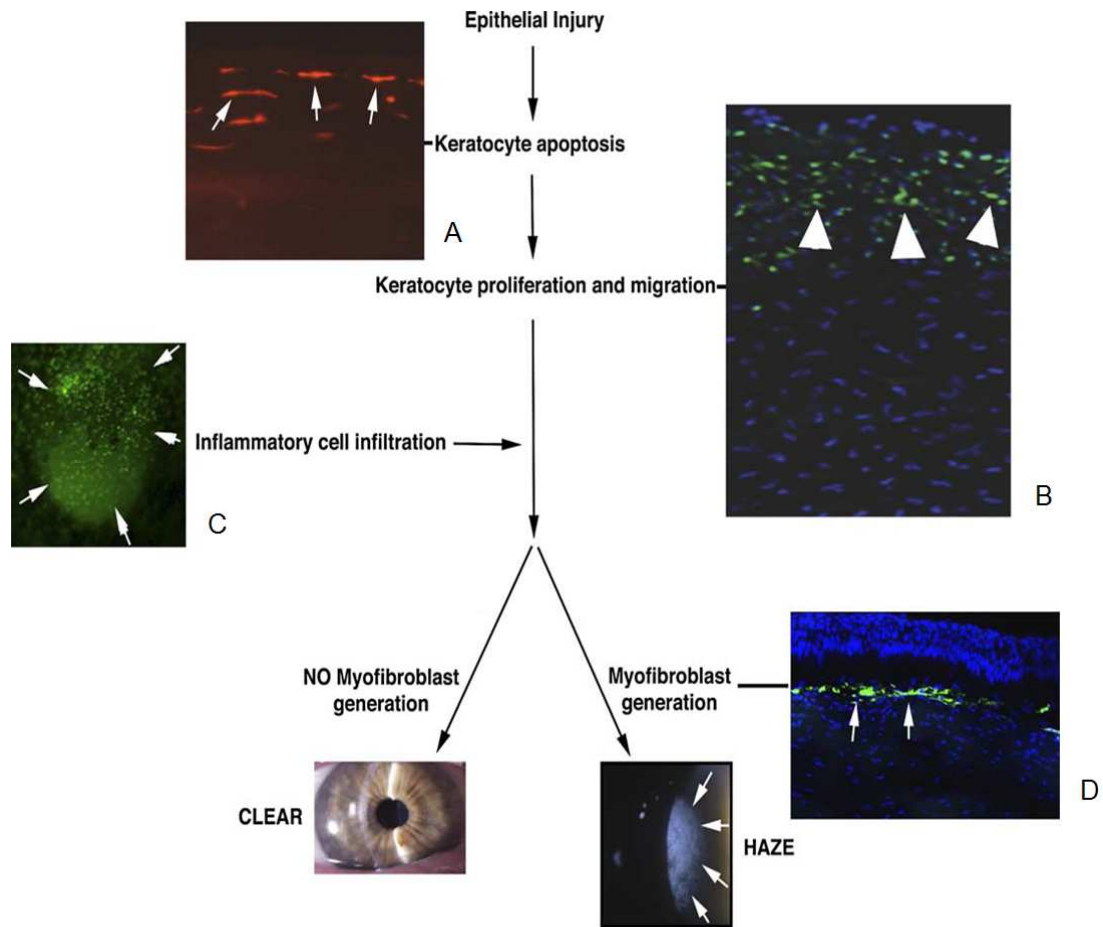 Epithelial Injury
A
Keratocyte apoptosis
Keratocyte proliferation and migration
B
Inflammatory cell infiltration
C
NO Myofibroblast
generation
Myofibroblast
generation
D
CLEAR
HAZE